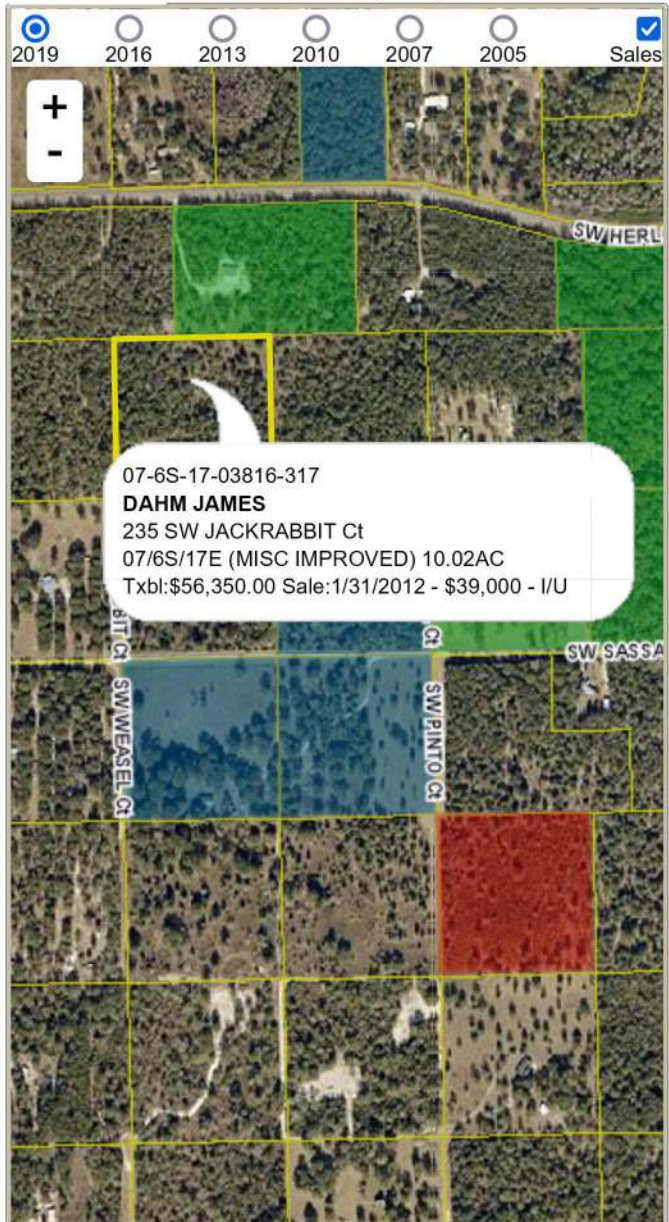 2019 2016 2013 2010 2007 2005 Sales
+
-
SW HERL
07-6S-17-03816-317
DAHM JAMES
235 SW JACKRABBIT Ct
07/6S/17E (MISC IMPROVED) 10.02AC
Txbl:$56,350.00 Sale:1/31/2012 - $39,000 - I/U
BIT Ct
Ct
SW SASSA
SW WEASEL Ct
SW PINTO Ct